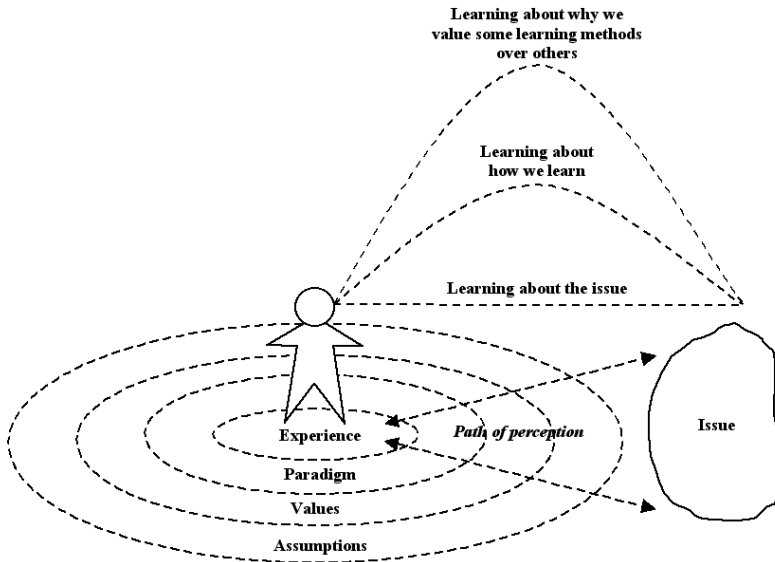 Learning about why we
value some learning methods
over others
Learning about
how we learn
Learning about the issue
Experience
Path of perception
Issue
Paradigm
Values
Assumptions